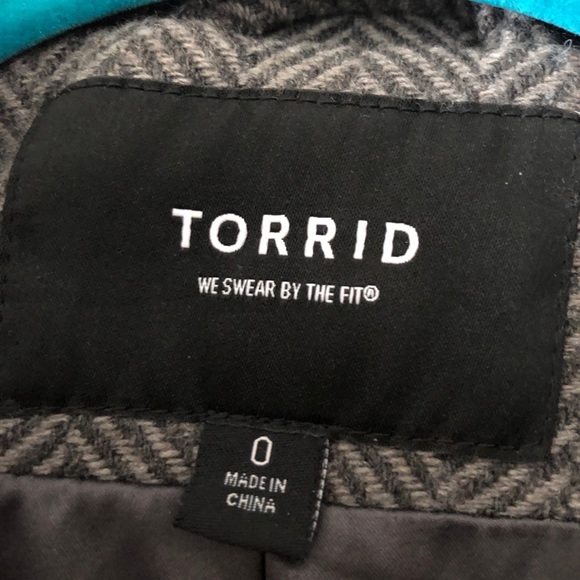 TORRID
WE SWEAR BY THE FIT®
0
MADE IN
CHINA